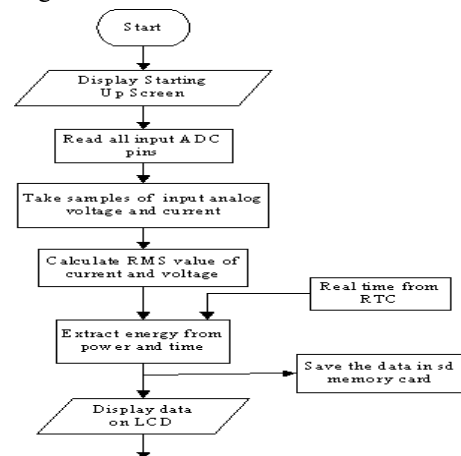 Start
Display Starting
Up Screen
Read all input ADC
pins
Take samples of input analog
voltage and current
Calculate RMS value of
current and voltage
Real time from
RTC
Extract energy from
power and time
Save the data in sd
memory card
Display data
on LCD